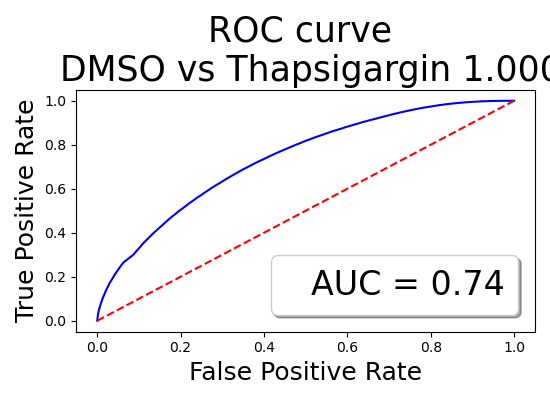 ROC curve
DMSO vs Thapsigargin 1.000
True Positive Rate
1.0
0.8
0.6
0.4
0.2
0.0
AUC = 0.74
0.0 0.2 0.4 0.6 0.8 1.0
False Positive Rate